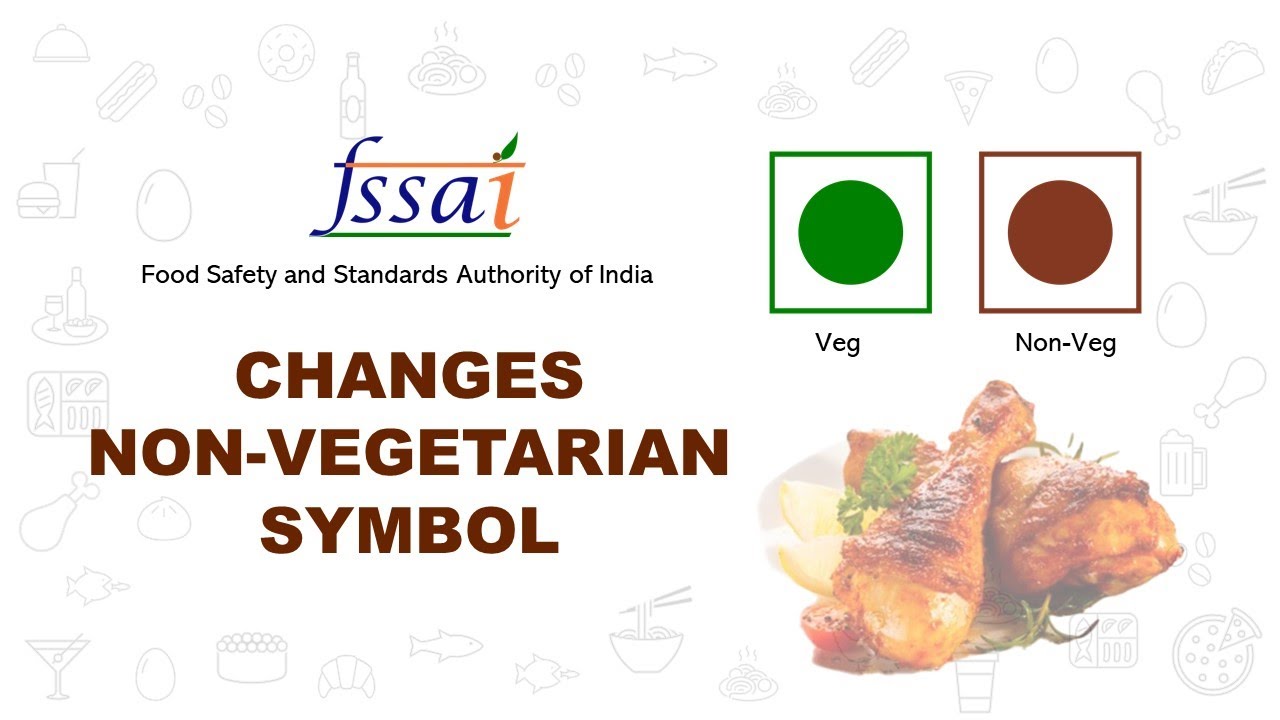 fssai
Food Safety and Standards Authority of India
CHANGES
NON-VEGETARIAN
SYMBOL
Veg
Non-Veg